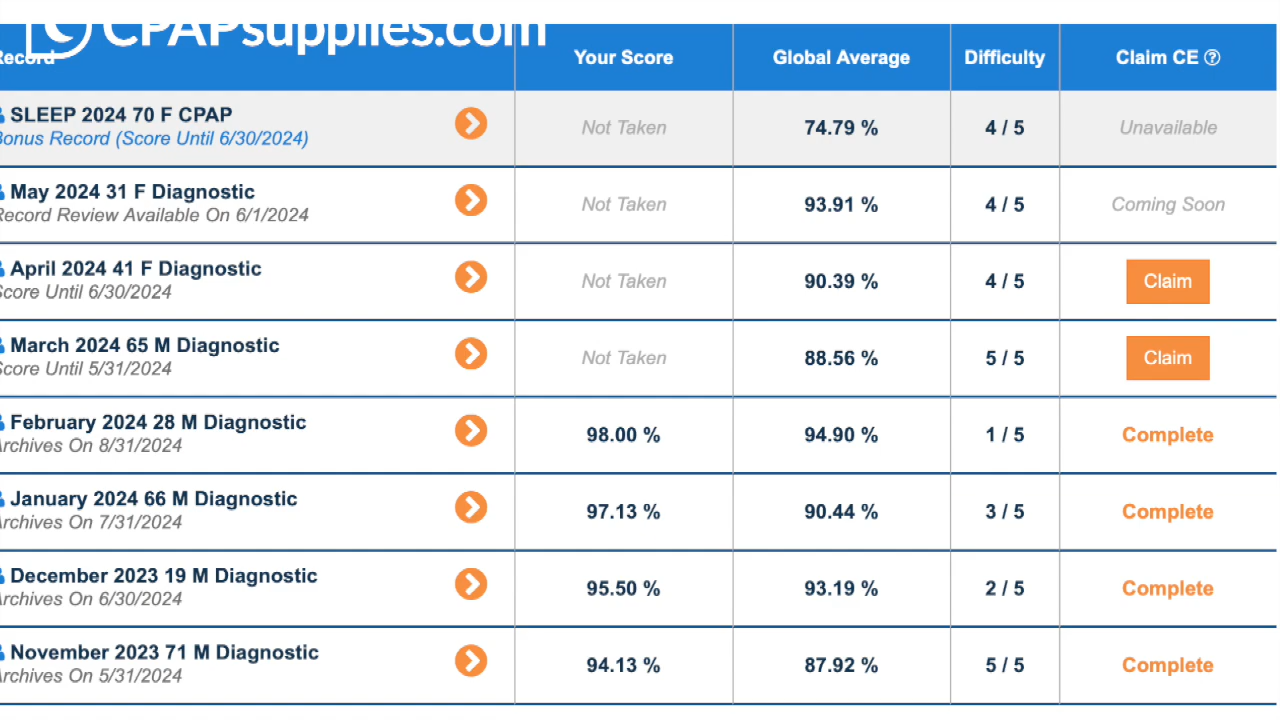 CPAPsupplies.com
Record Your Score Global Average Difficulty Claim CE ?
SLEEP 2024 70 F CPAP
Bonus Record (Score Until 6/30/2024)
Not Taken 74.79 % 4 / 5 Unavailable
May 2024 31 F Diagnostic
Record Review Available On 6/1/2024
Not Taken 93.91 % 4 / 5 Coming Soon
April 2024 41 F Diagnostic
Score Until 6/30/2024
Not Taken 90.39 % 4 / 5 Claim
March 2024 65 M Diagnostic
Score Until 5/31/2024
Not Taken 88.56 % 5 / 5 Claim
February 2024 28 M Diagnostic
Archives On 8/31/2024
98.00 % 94.90 % 1 / 5 Complete
January 2024 66 M Diagnostic
Archives On 7/31/2024
97.13 % 90.44 % 3 / 5 Complete
December 2023 19 M Diagnostic
Archives On 6/30/2024
95.50 % 93.19 % 2 / 5 Complete
November 2023 71 M Diagnostic
Archives On 5/31/2024
94.13 % 87.92 % 5 / 5 Complete